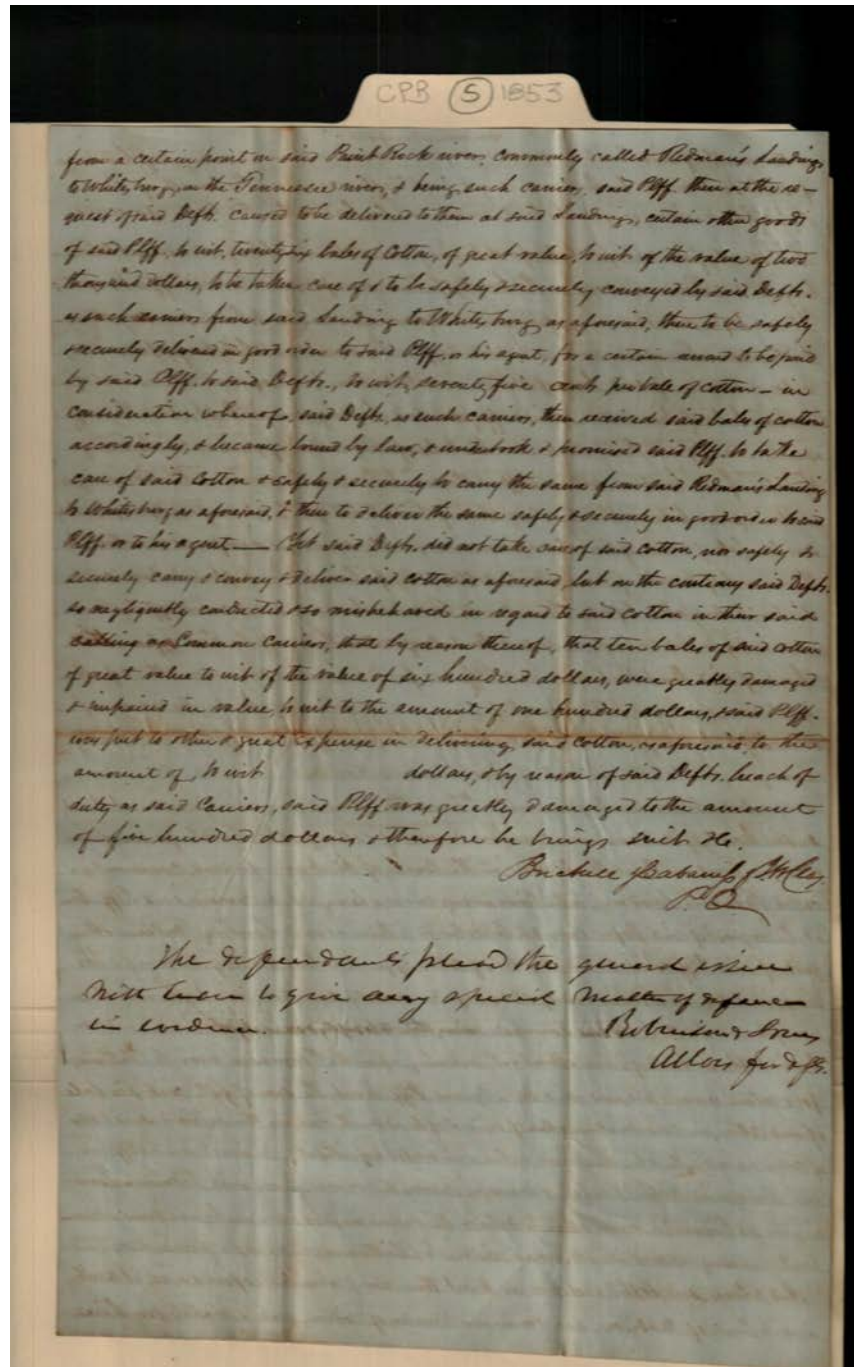 CPB (S) 1853
from a certain point on said Paint Rock river, commonly called Redman's Landing,
to Whitesburg, on the Tennessee river, & being such carriers, said Plff. then at the re-
quest of said Defts. caused to be delivered to them at said Landing, certain other goods
of said Plff. to wit, twenty six bales of Cotton, of great value, to wit of the value of two
thousand dollars, to be taken care of & to be safely & securely conveyed by said Defts.
as such carriers from said Landing to Whitesburg as aforesaid, there to be safely
& securely delivered in good order to said Plff. or his agent, for a certain reward to be paid
by said Plff. to said Defts., to wit, seventy five cents per bale of cotton – in
consideration whereof, said Defts, as such carriers, then received said bales of cotton
accordingly, & became bound by law, & undertook & promised said Plff. to take
care of said Cotton & safely & securely to carry the same from said Redman's Landing
to Whitesburg as aforesaid, & there to deliver the same safely & securely in good order to said
Plff. or to his agent — Yet said Defts. did not take care of said cotton, nor safely &
securely carry & convey & deliver said cotton as aforesaid, but on the contrary said Defts.
so negligently conducted & so misbehaved in regard to said cotton in their said
calling as Common Carriers, that by reason thereof, that ten bales of said cotton
of great value to wit of the value of six hundred dollars, were greatly damaged
& impaired in value, to wit to the amount of one hundred dollars, & said Plff.
was put to other & great expense in delivering said cotton, as aforesaid, to the
amount of, to wit dollars, & by reason of said Defts. breach of
duty as said Carriers, said Plff was greatly damaged to the amount
of five hundred dollars & therefore he brings suit &c.
Brickell Cabaniss
P.Q
The defendants plead the general issue
with leave to give any special matter of defence
in evidence.
Robinson & Jones
Attors for defts.